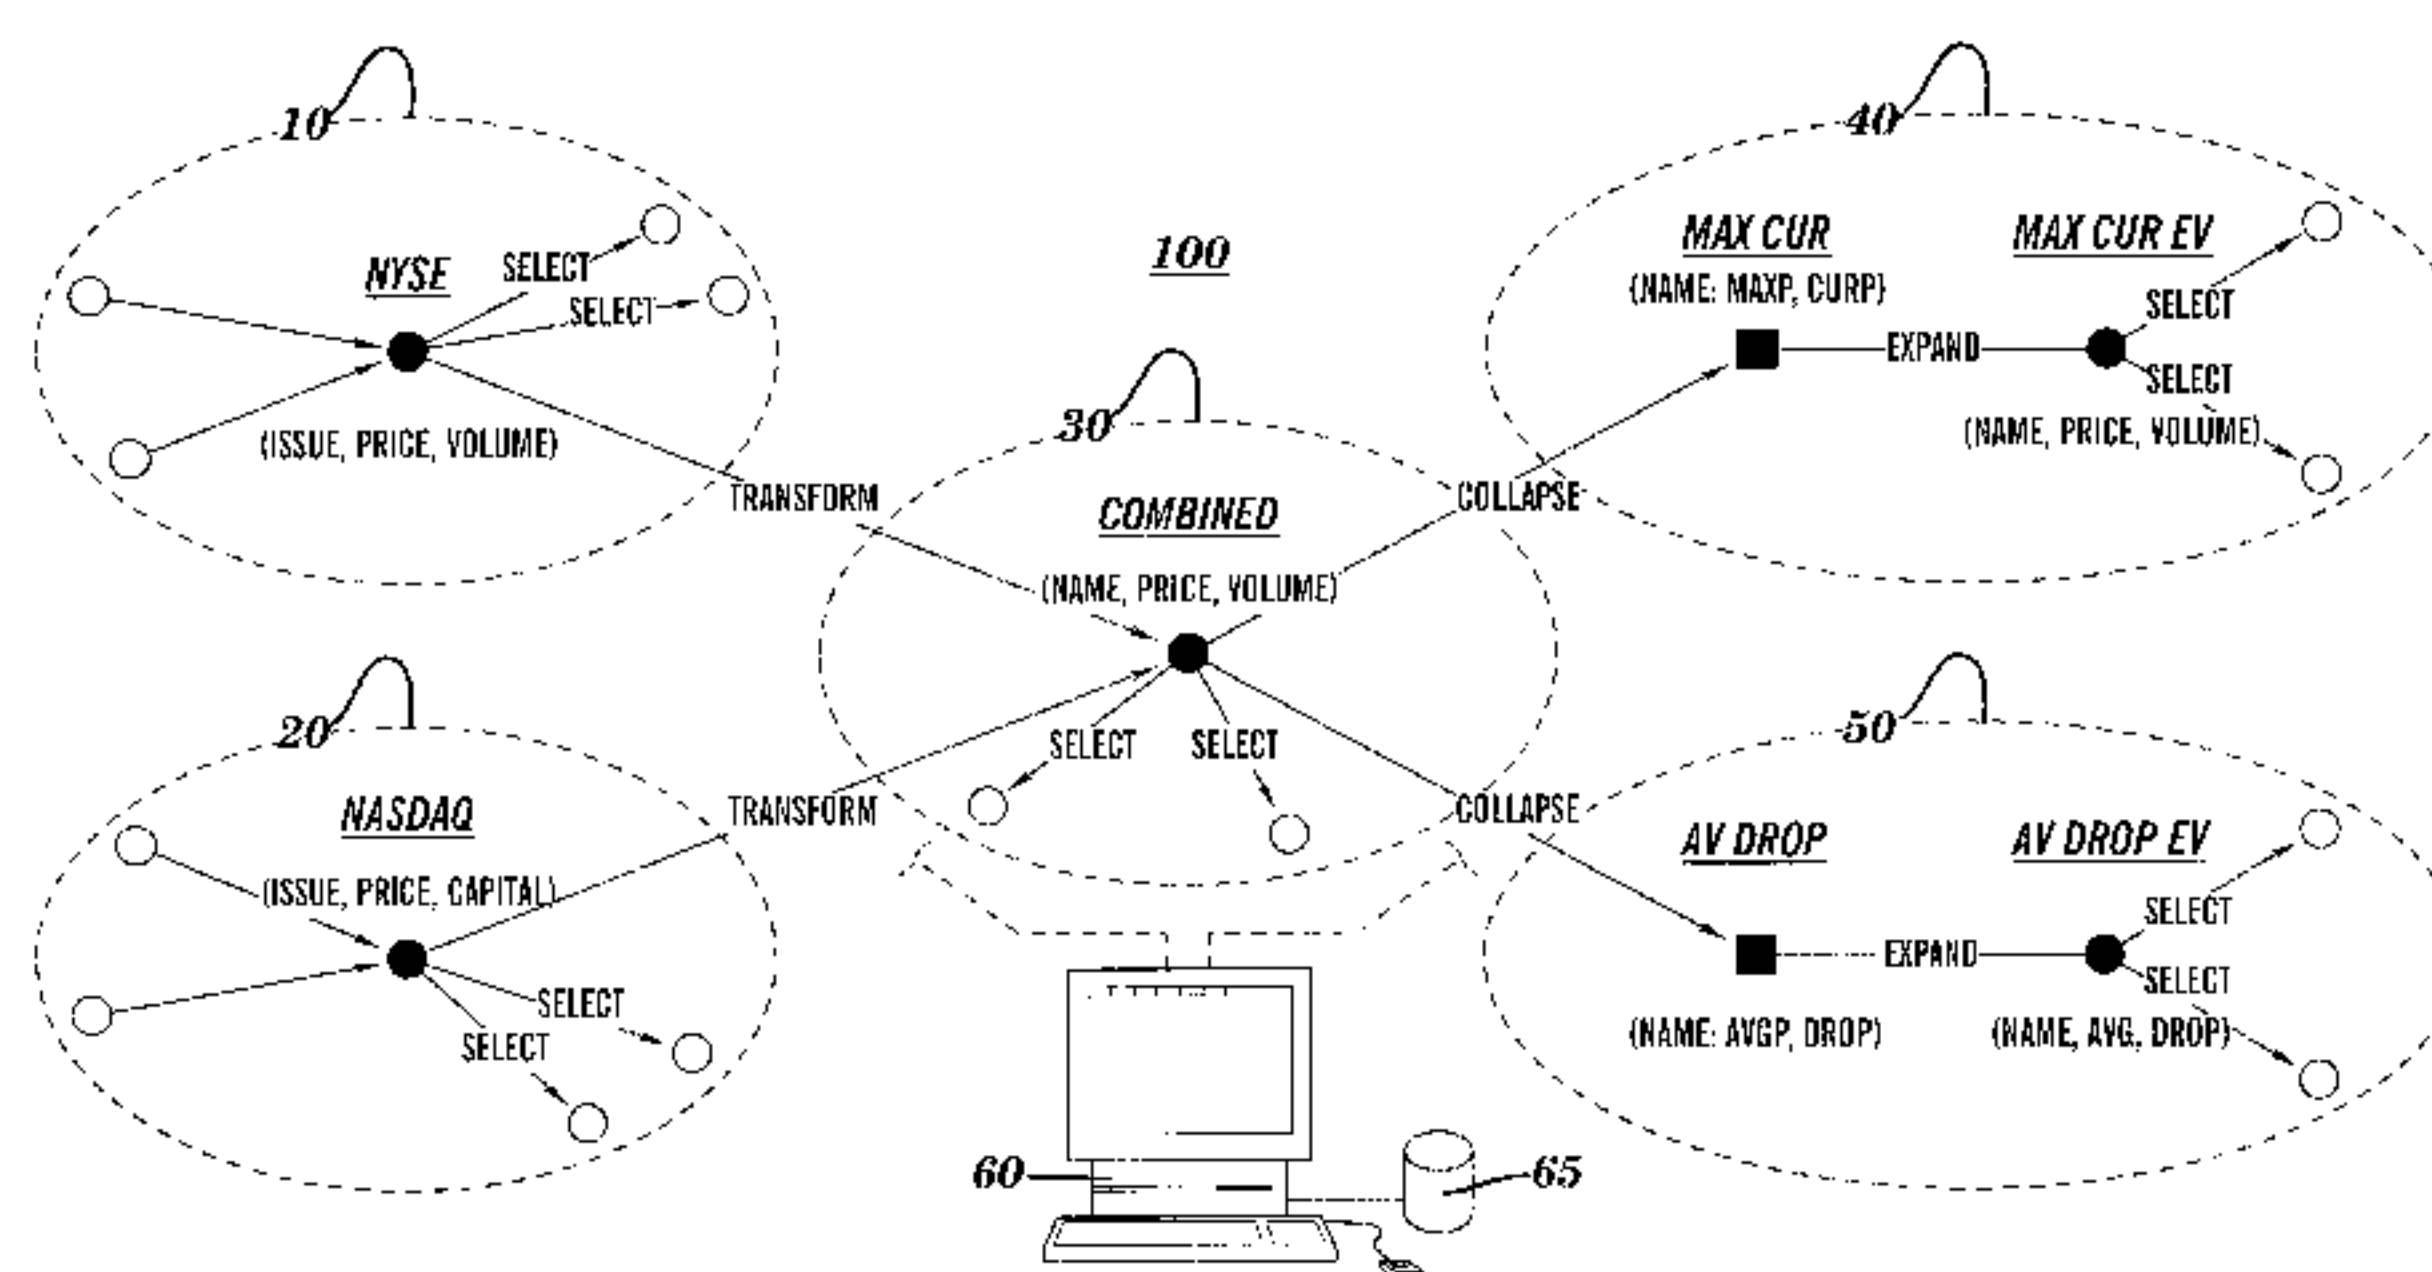 10
NYSE
SELECT
SELECT
(ISSUE, PRICE, VOLUME)
TRANSFORM
100
30
COMBINED
(NAME, PRICE, VOLUME)
SELECT
SELECT
COLLAPSE
40
MAX CUR
MAX CUR EV
(NAME: MAXP, CURP)
SELECT
EXPAND
SELECT
(NAME, PRICE, VOLUME)
20
NASDAQ
(ISSUE, PRICE, CAPITAL)
TRANSFORM
SELECT
SELECT
COLLAPSE
50
AV DROP
AV DROP EV
SELECT
EXPAND
SELECT
(NAME: AVGP, DROP)
(NAME, AVG, DROP)
60
65